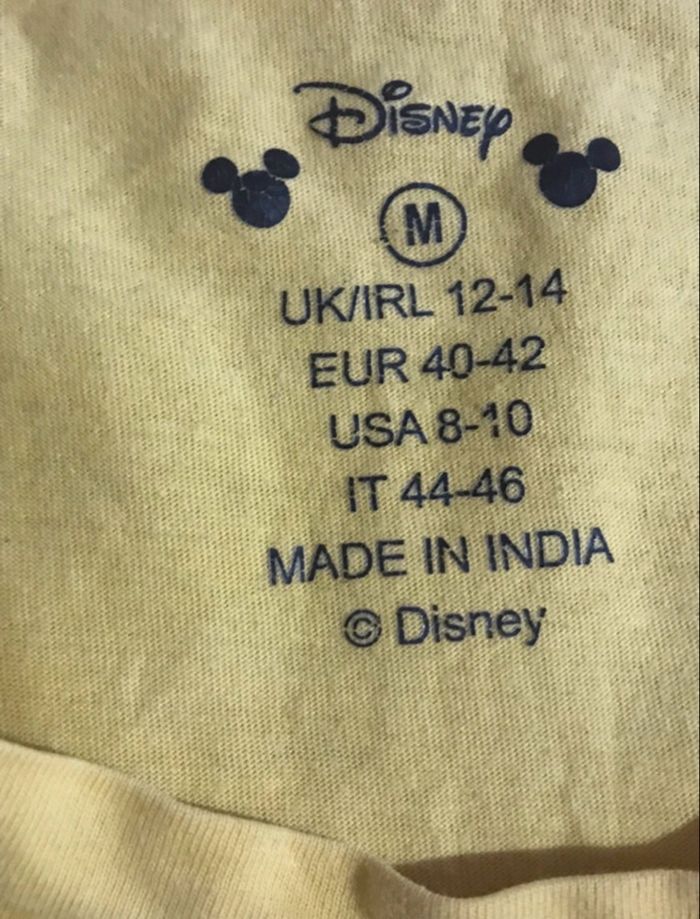 Disney
M
UK/IRL 12-14
EUR 40-42
USA 8-10
IT 44-46
MADE IN INDIA
© Disney